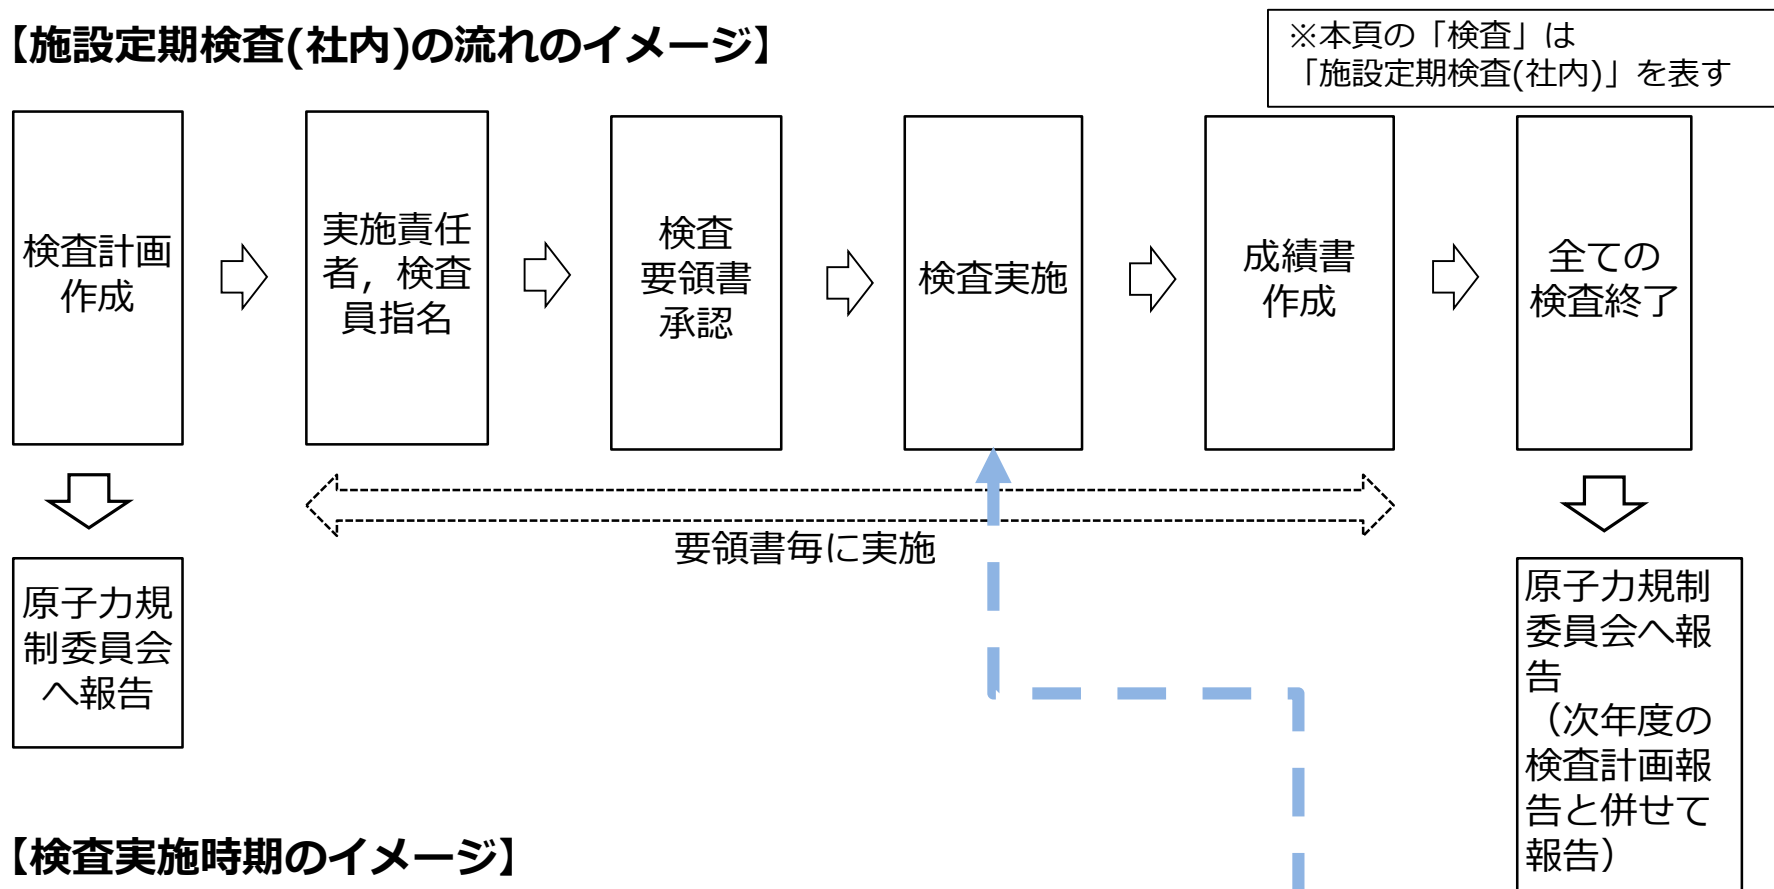 【施設定期検査(社内)の流れのイメージ】
※本頁の「検査」は
「施設定期検査(社内)」を表す
検査計画
作成
実施責任
者，検査
員指名
検査
要領書
承認
検査実施
成績書
作成
全ての
検査終了
要領書毎に実施
原子力規
制委員会
へ報告
原子力規制
委員会へ報
告
（次年度の
検査計画報
告と併せて
報告）
【検査実施時期のイメージ】